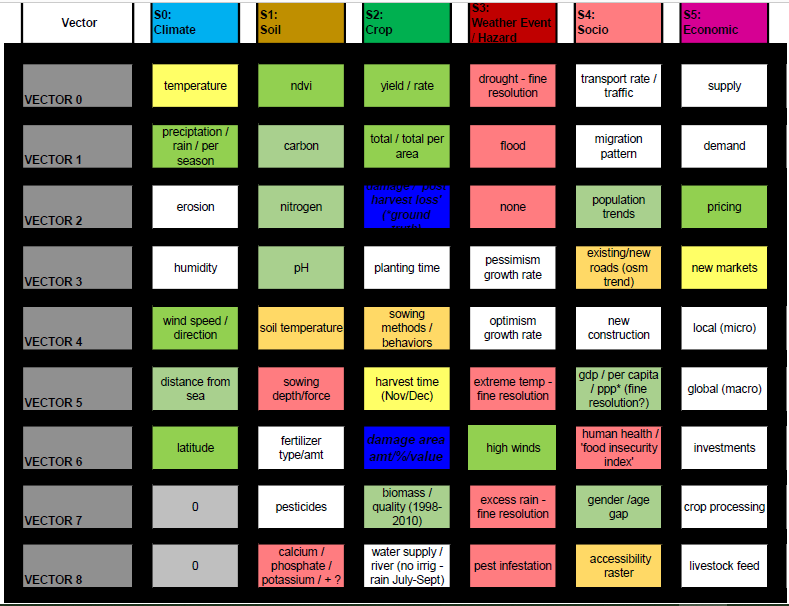 Vector
S0:
Climate
S1:
Soil
S2:
Crop
S3:
Weather Event
/ Hazard
S4:
Socio
S5:
Economic
VECTOR 0
temperature
ndvi
yield / rate
drought - fine
resolution
transport rate /
traffic
supply
VECTOR 1
preciptation /
rain / per
season
carbon
total / total per
area
flood
migration
pattern
demand
VECTOR 2
erosion
nitrogen
harvest loss*
(*ground
none
population
trends
pricing
VECTOR 3
humidity
pH
planting time
pessimism
growth rate
existing/new
roads (osm
trend)
new markets
VECTOR 4
wind speed /
direction
soil temperature
sowing
methods /
behaviors
optimism
growth rate
new
construction
local (micro)
VECTOR 5
distance from
sea
sowing
depth/force
harvest time
(Nov/Dec)
extreme temp -
fine resolution
gdp / per capita
/ ppp* (fine
resolution?)
global (macro)
VECTOR 6
latitude
fertilizer
type/amt
damage area
amt/%/value
high winds
human health /
'food insecurity
index'
investments
VECTOR 7
0
pesticides
biomass /
quality (1998-
2010)
excess rain -
fine resolution
gender /age
gap
crop processing
VECTOR 8
0
calcium /
phosphate /
potassium / + ?
water supply /
river (no irrig -
rain July-Sept)
pest infestation
accessibility
raster
livestock feed